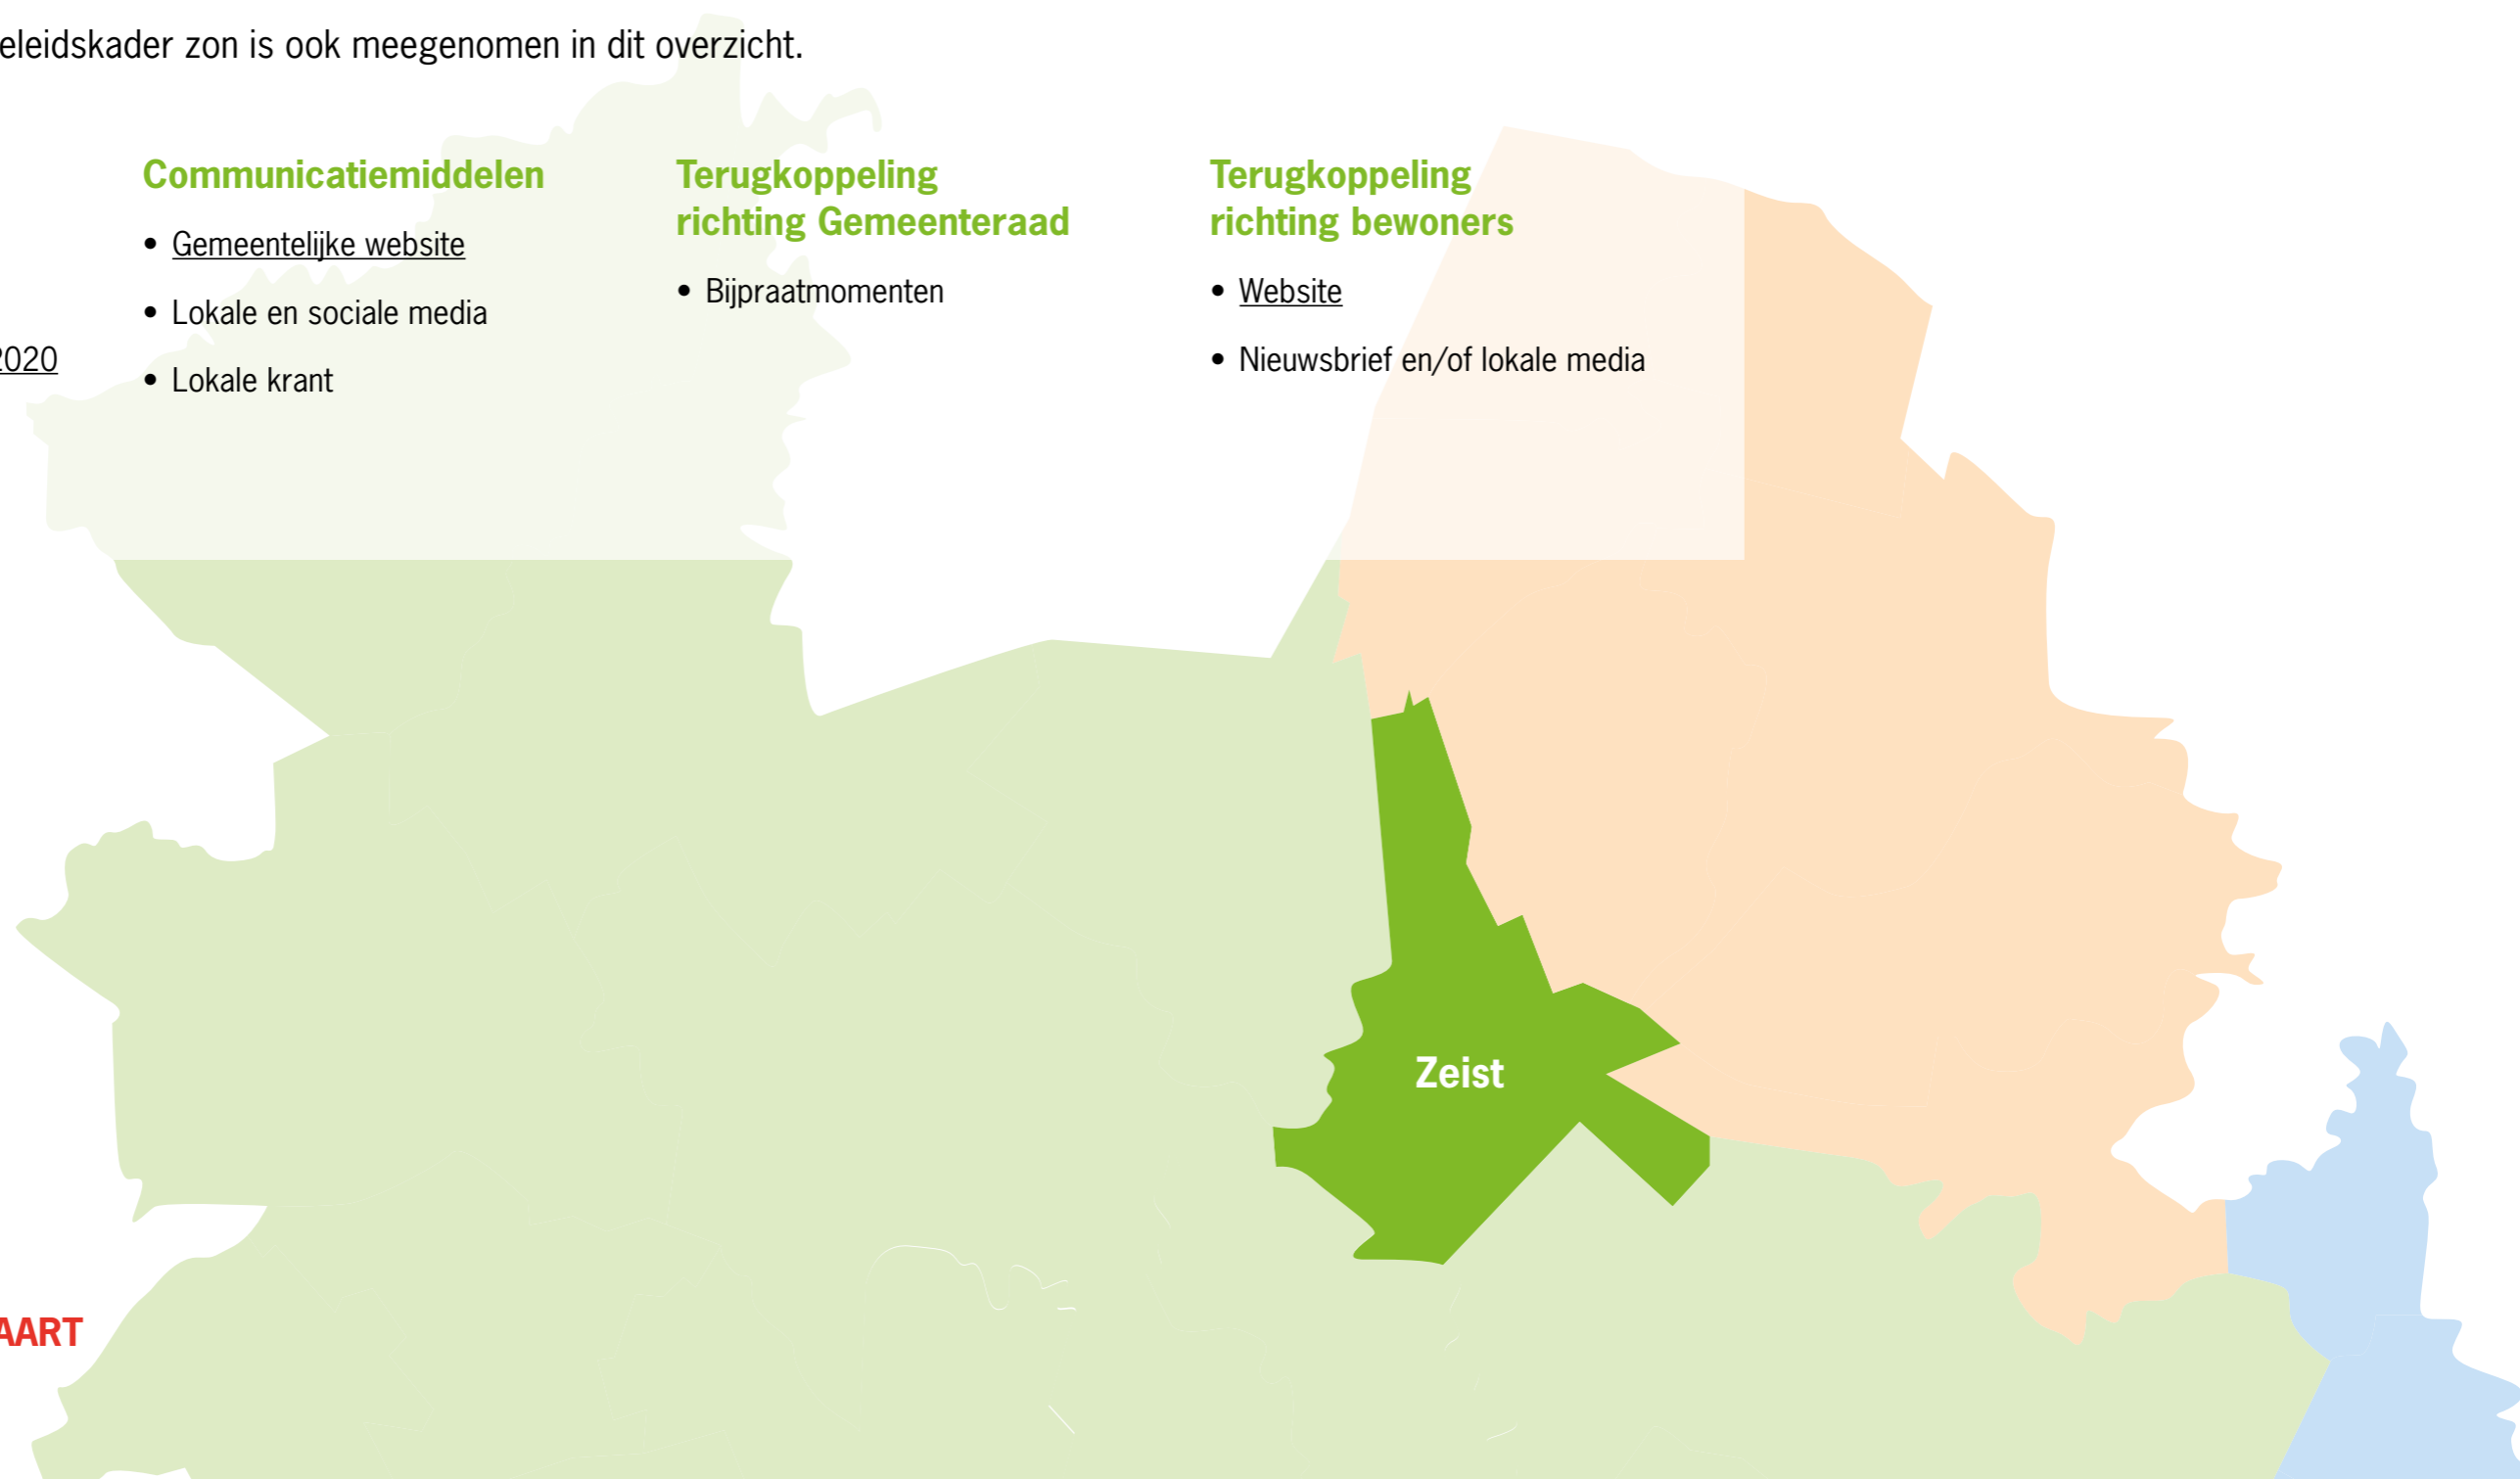 eleidskader zon is ook meegenomen in dit overzicht.
2020
Communicatiemiddelen
• Gemeentelijke website
• Lokale en sociale media
• Lokale krant
Terugkoppeling
richting Gemeenteraad
• Bijpraatmomenten
Terugkoppeling
richting bewoners
• Website
• Nieuwsbrief en/of lokale media
Zeist
AART